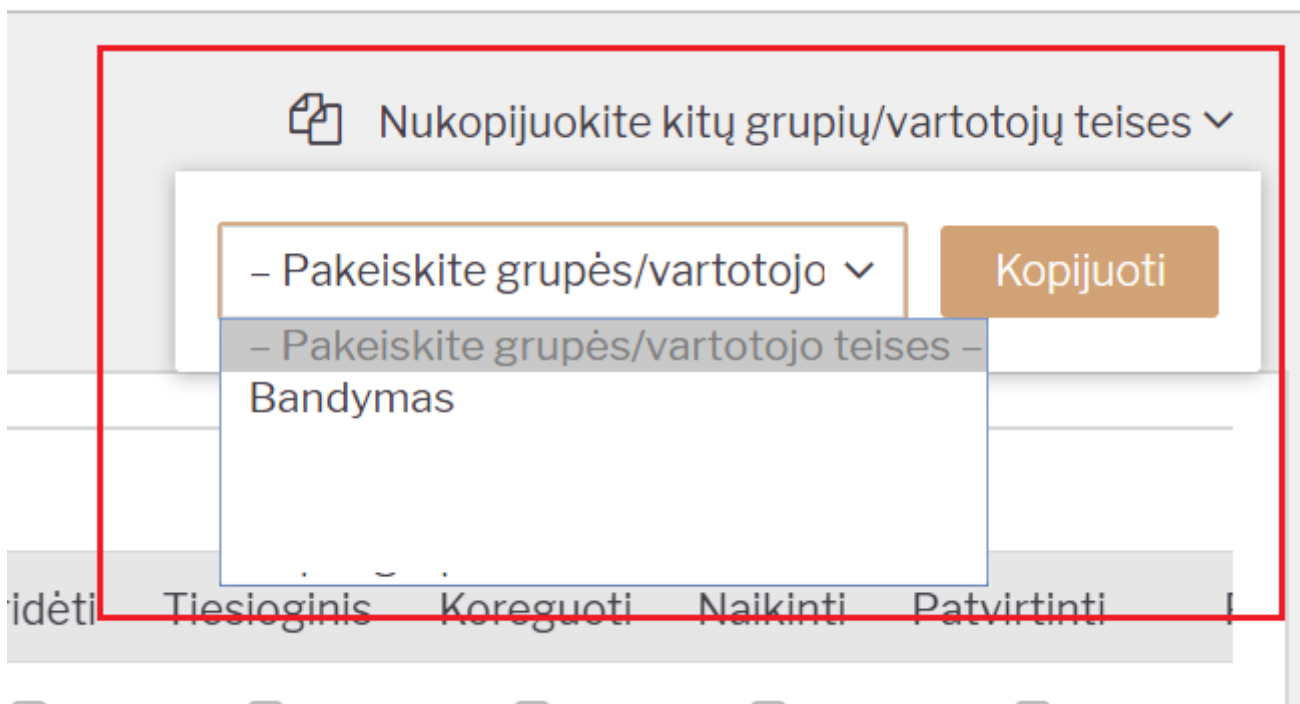 Nukopijuokite kitų grupių/vartotojų teises
– Pakeiskite grupės/vartotojo
Kopijuoti
– Pakeiskite grupės/vartotojo teises –
Bandymas
Tiesioginis Koreguoti Naikinti Patvirtinti